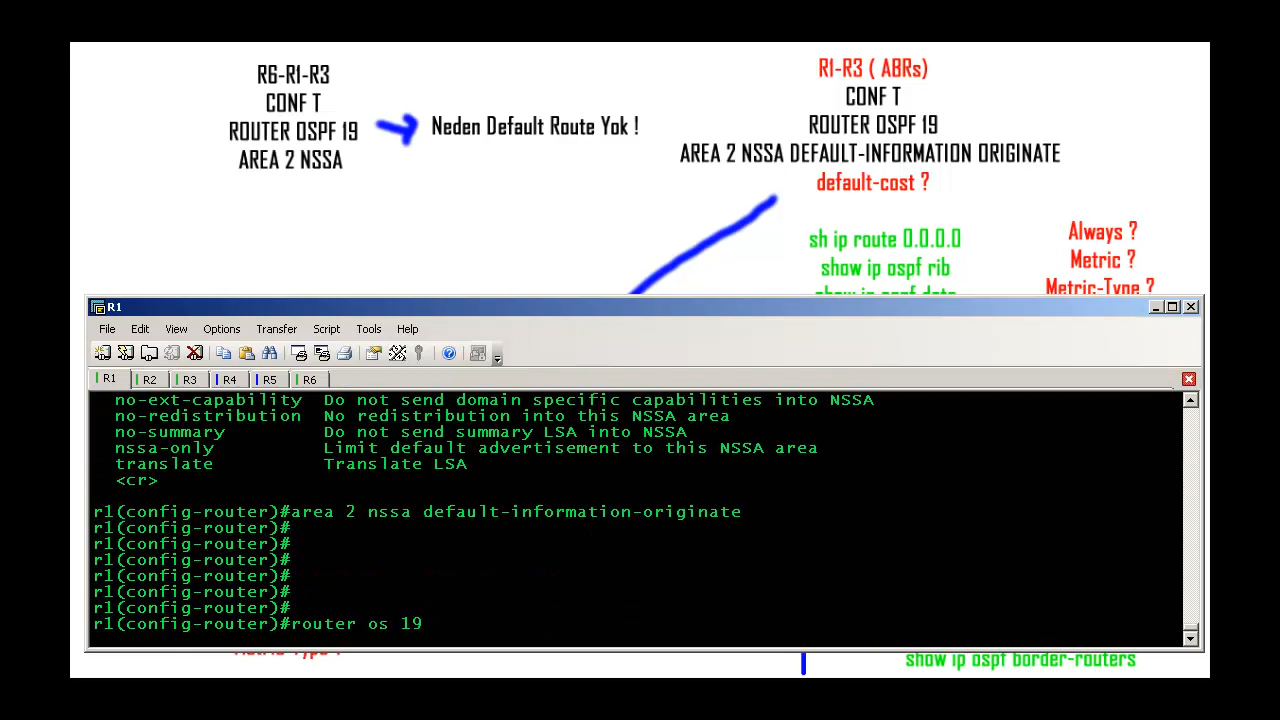 R6-R1-R3
CONF T
ROUTER OSPF 19
AREA 2 NSSA
Neden Default Route Yok !
R1-R3 ( ABRs)
CONF T
ROUTER OSPF 19
AREA 2 NSSA DEFAULT-INFORMATION ORIGINATE
default-cost ?
sh ip route 0.0.0.0
show ip ospf rib
show ip ospf data
Always ?
Metric ?
Metric-Type ?
R1
File Edit View Options Transfer Script Tools Help
R1 R2 R3 R4 R5 R6
no-ext-capability Do not send domain specific capabilities into NSSA
no-redistribution No redistribution into this NSSA area
no-summary Do not send summary LSA into NSSA
nssa-only Limit default advertisement to this NSSA area
translate Translate LSA
<cr>
r1(config-router)#area 2 nssa default-information-originate
r1(config-router)#
r1(config-router)#
r1(config-router)#
r1(config-router)#
r1(config-router)#
r1(config-router)#
r1(config-router)#router os 19
show ip ospf border-routers